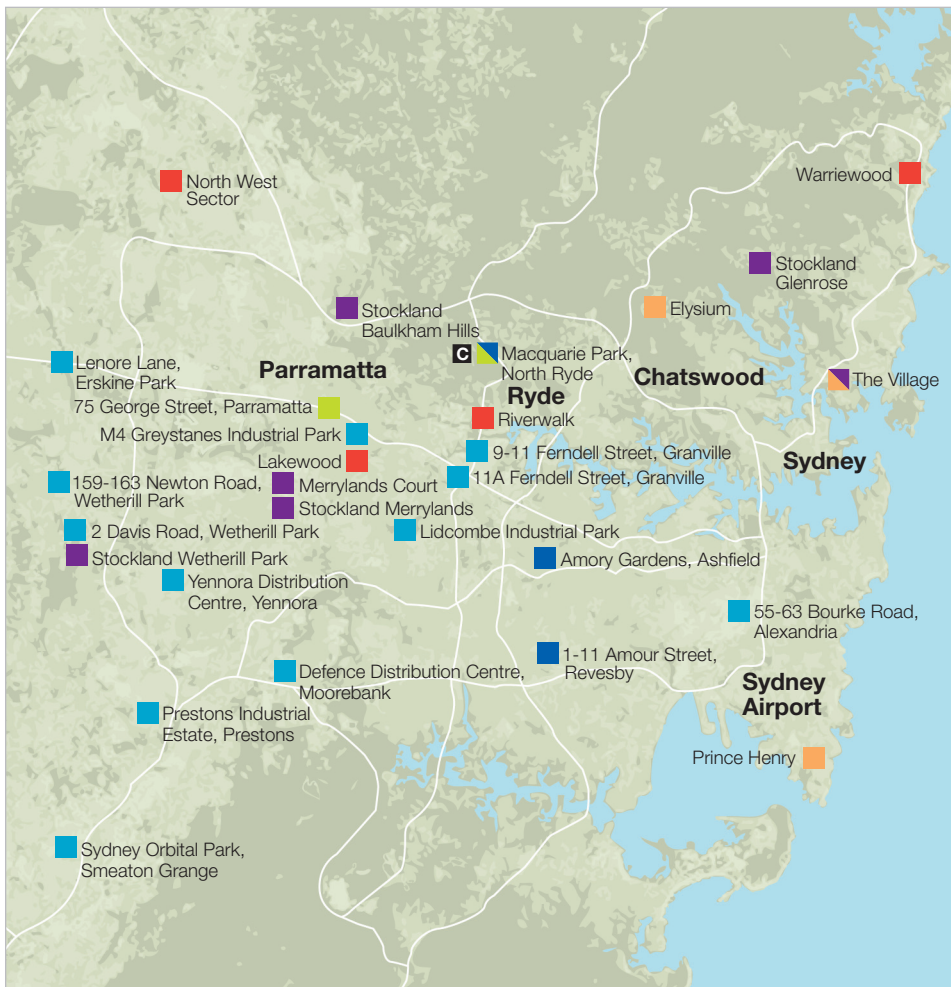 Warriewood
North West
Sector
Stockland
Glenrose
Stockland
Baulkham Hills
Elysium
C
Macquarie Park,
North Ryde
Lenore Lane,
Erskine Park
Parramatta
Chatswood
The Village
Ryde
75 George Street, Parramatta
Riverwalk
M4 Greystanes Industrial Park
9-11 Ferndell Street, Granville
Sydney
Lakewood
11A Ferndell Street, Granville
159-163 Newton Road,
Wetherill Park
Merrylands Court
Stockland Merrylands
2 Davis Road, Wetherill Park
Lidcombe Industrial Park
Stockland Wetherill Park
Amory Gardens, Ashfield
Yennora Distribution
Centre, Yennora
55-63 Bourke Road,
Alexandria
1-11 Amour Street,
Revesby
Defence Distribution Centre,
Moorebank
Sydney
Airport
Prestons Industrial
Estate, Prestons
Prince Henry
Sydney Orbital Park,
Smeaton Grange